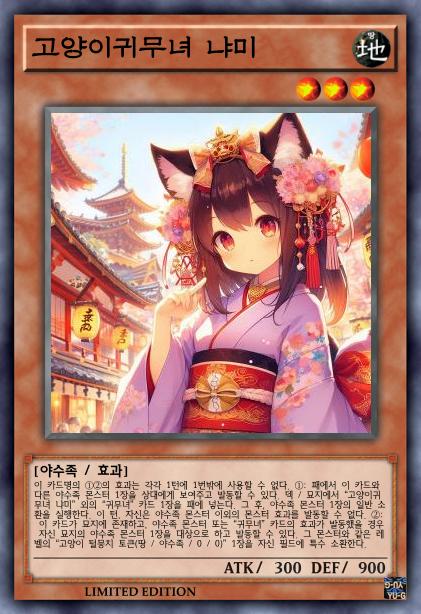 고양이귀무녀 냐미
땅
地
[야수족 / 효과]
이 카드명의 ①②의 효과는 각각 1턴에 1번밖에 사용할 수 없다. ①: 패에서 이 카드와
다른 야수족 몬스터 1장을 상대에게 보여주고 발동할 수 있다. 덱 / 묘지에서 "고양이귀
무녀 냐미" 외의 "귀무녀" 카드 1장을 패에 넣는다. 그 후, 야수족 몬스터 1장의 일반 소
환을 실행한다. 이 턴, 자신은 야수족 몬스터 이외의 몬스터 효과를 발동할 수 없다. ②:
이 카드가 묘지에 존재하고, 야수족 몬스터 또는 "귀무녀" 카드의 효과가 발동했을 경우,
자신 묘지의 야수족 몬스터 1장을 대상으로 하고 발동할 수 있다. 그 몬스터와 같은 레
벨의 "고양이 털뭉치 토큰(땅 / 야수족 / 0 / 0)" 1장을 자신 필드에 특수 소환한다.
ATK/ 300 DEF/ 900
LIMITED EDITION